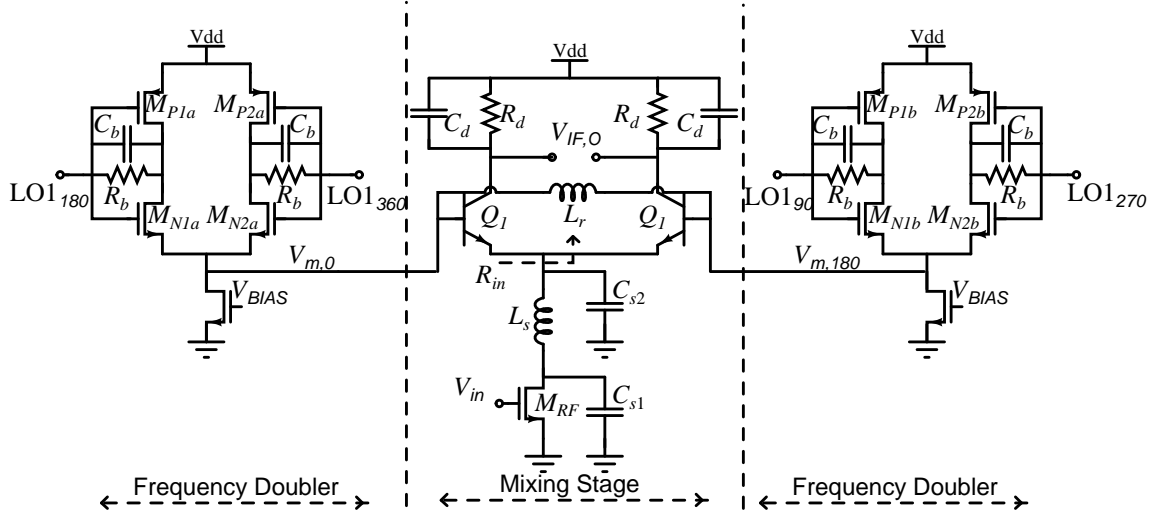 Vdd
Vdd
Vdd
M_P1a
M_P2a
C_b
C_b
R_b
R_b
LO1_180
LO1_360
M_N1a
M_N2a
V_m,0
V_BIAS
C_d
R_d
R_d
C_d
V_IF,O
Q_1
L_r
Q_1
R_in
C_s2
L_s
V_in
M_RF
C_s1
M_P1b
M_P2b
C_b
C_b
R_b
R_b
LO1_90
LO1_270
M_N1b
M_N2b
V_m,180
V_BIAS
Frequency Doubler
Mixing Stage
Frequency Doubler